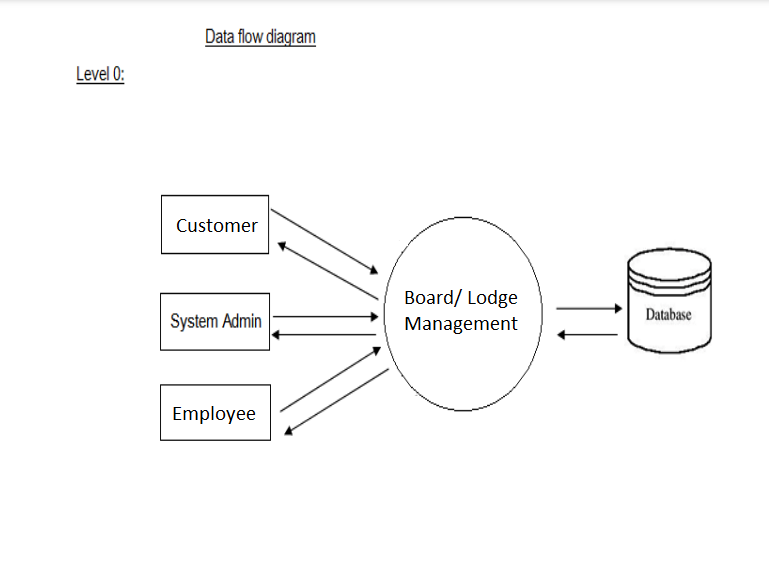 Data flow diagram
Level 0:
Customer
System Admin
Employee
Board/ Lodge
Management
Database